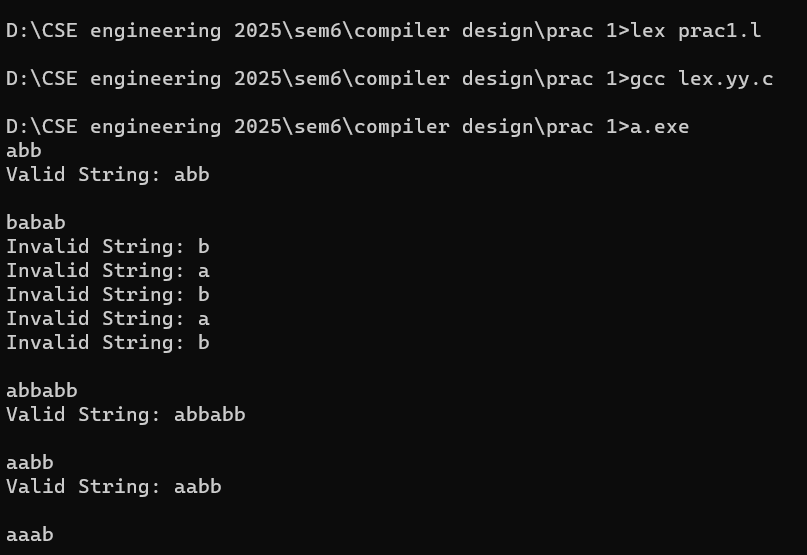 D:\CSE engineering 2025\sem6\compiler design\prac 1>lex prac1.l
D:\CSE engineering 2025\sem6\compiler design\prac 1>gcc lex.yy.c
D:\CSE engineering 2025\sem6\compiler design\prac 1>a.exe
abb
Valid String: abb
babab
Invalid String: b
Invalid String: a
Invalid String: b
Invalid String: a
Invalid String: b
abbabb
Valid String: abbabb
aabb
Valid String: aabb
aaab